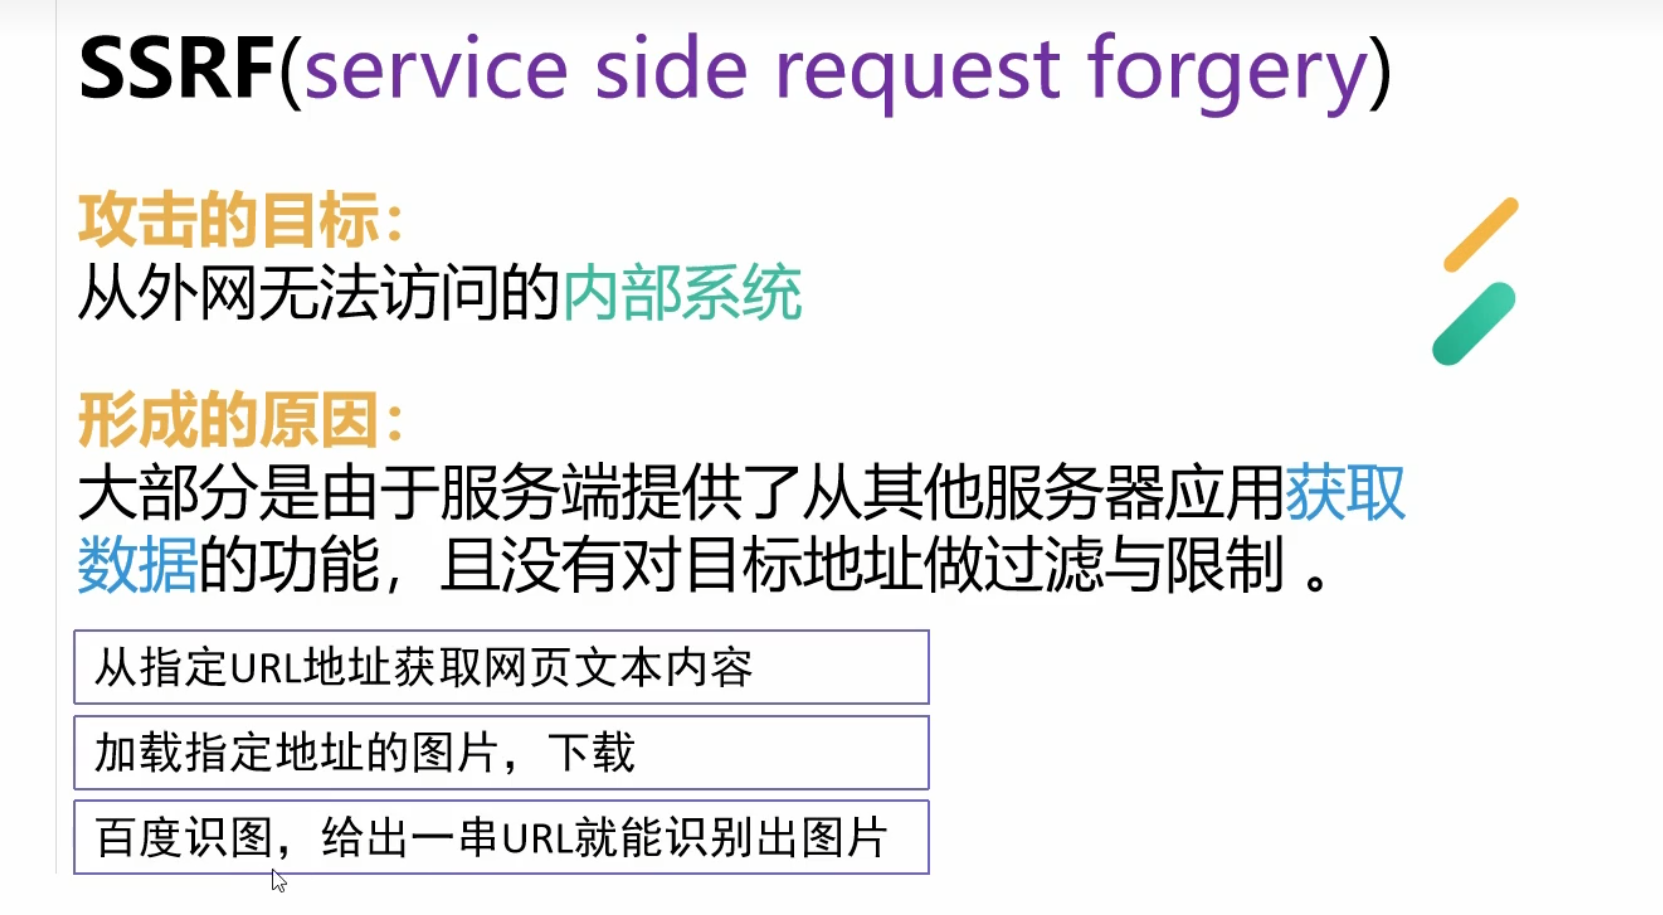 SSRF(service side request forgery)
攻击的目标：
从外网无法访问的内部系统
形成的原因：
大部分是由于服务端提供了从其他服务器应用获取
数据的功能，且没有对目标地址做过滤与限制 。
从指定URL地址获取网页文本内容
加载指定地址的图片，下载
百度识图，给出一串URL就能识别出图片